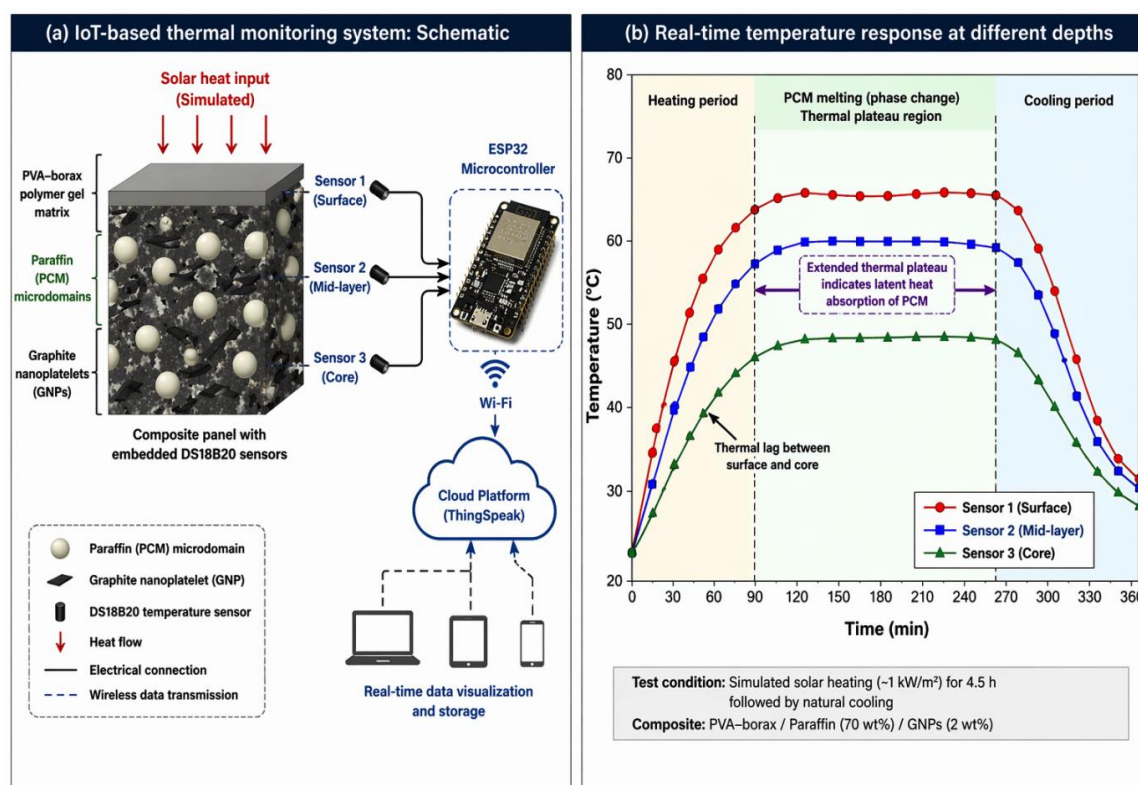 (a) IoT-based thermal monitoring system: Schematic
Solar heat input
(Simulated)
PVA–borax
polymer gel
matrix
Paraffin
(PCM)
microdomains
Graphite
nanoplatelets
(GNPs)
Sensor 1
(Surface)
Sensor 2
(Mid-layer)
Sensor 3
(Core)
ESP32
Microcontroller
Composite panel with
embedded DS18B20 sensors
Wi-Fi
Cloud Platform
(ThingSpeak)
Real-time data visualization
and storage
Paraffin (PCM) microdomain
Graphite nanoplatelet (GNP)
DS18B20 temperature sensor
Heat flow
Electrical connection
Wireless data transmission
(b) Real-time temperature response at different depths
Heating period
PCM melting (phase change)
Thermal plateau region
Cooling period
Extended thermal plateau
indicates latent heat
absorption of PCM
Thermal lag between
surface and core
Sensor 1 (Surface)
Sensor 2 (Mid-layer)
Sensor 3 (Core)
Temperature (°C)
80
70
60
50
40
30
20
0 30 60 90 120 150 180 210 240 270 300 330 360
Time (min)
Test condition: Simulated solar heating (~1 kW/m²) for 4.5 h
followed by natural cooling
Composite: PVA–borax / Paraffin (70 wt%) / GNPs (2 wt%)